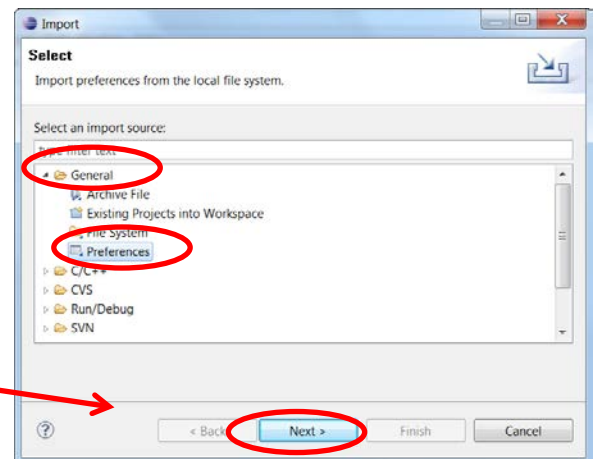 Import
Select
Import preferences from the local file system.
Select an import source:
type filter text
General
Archive File
Existing Projects into Workspace
File System
Preferences
C/C++
CVS
Run/Debug
SVN
< Back Next > Finish Cancel